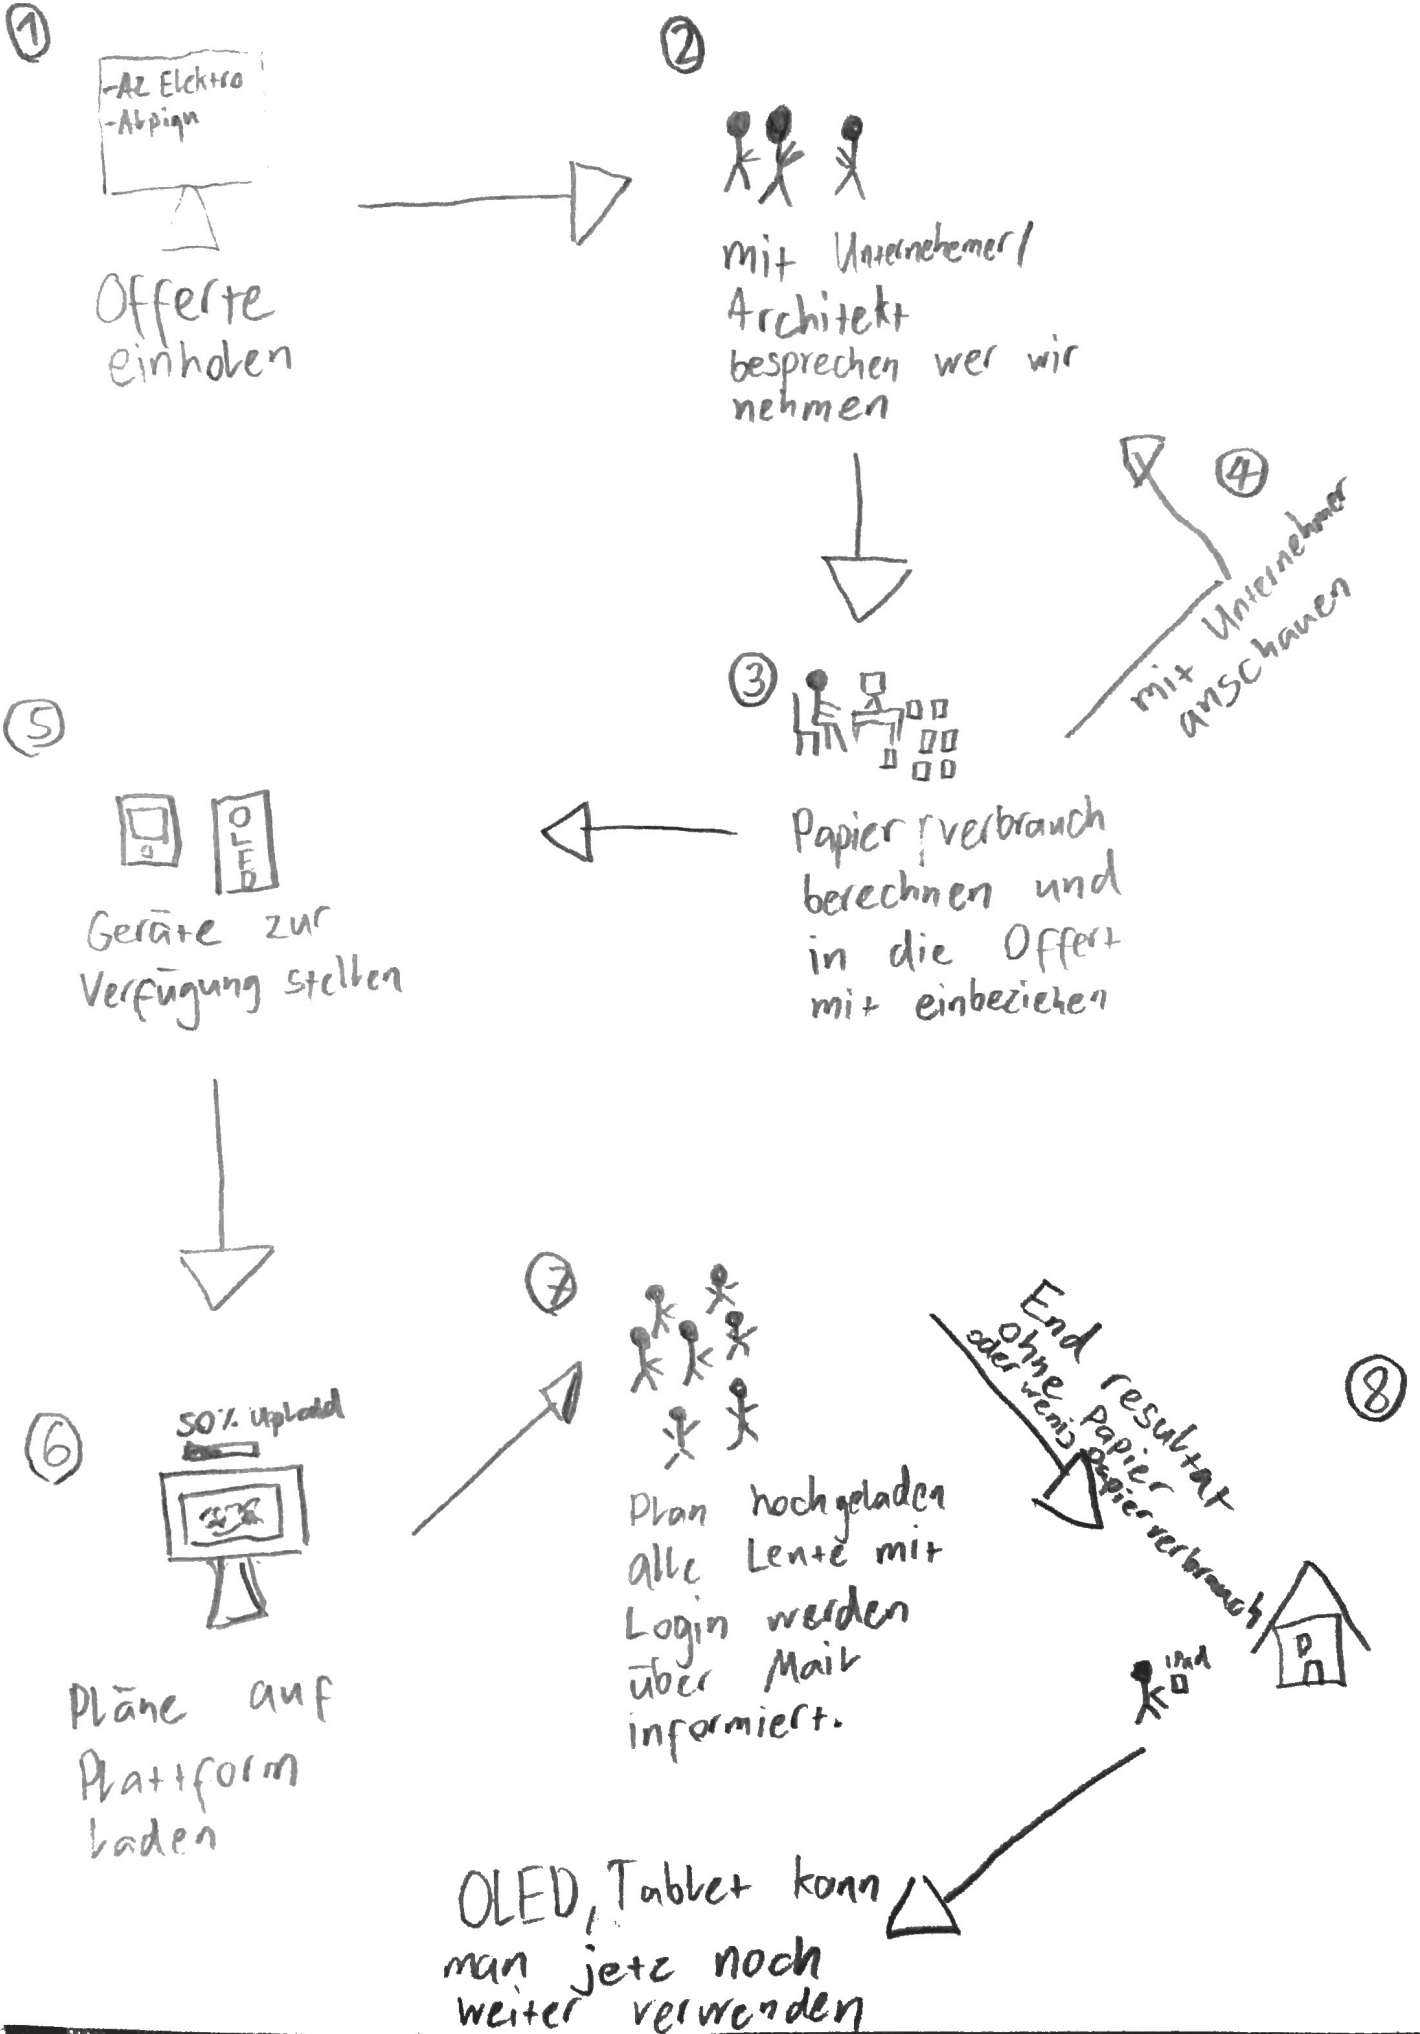 1
-AZ Elektro
-Alpiqn
Offerte
einholen
2
mit Unternehemer/
Architekt
besprechen wer wir
nehmen
3
Papierverbrauch
berechnen und
in die Offert
mit einbeziehen
4
mit Unternehmer
anschauen
5
OLED
Geräte zur
Verfügung stellen
6
50% Upload
Pläne auf
Plattform
laden
7
Plan hochgeladen
alle Leute mit
Login werden
über Mail
informiert.
8
End resultat
ohne Papier
oder wenig Papierverbrauch
D
iPad
OLED, Tablet kann
man jetz noch
weiter verwenden